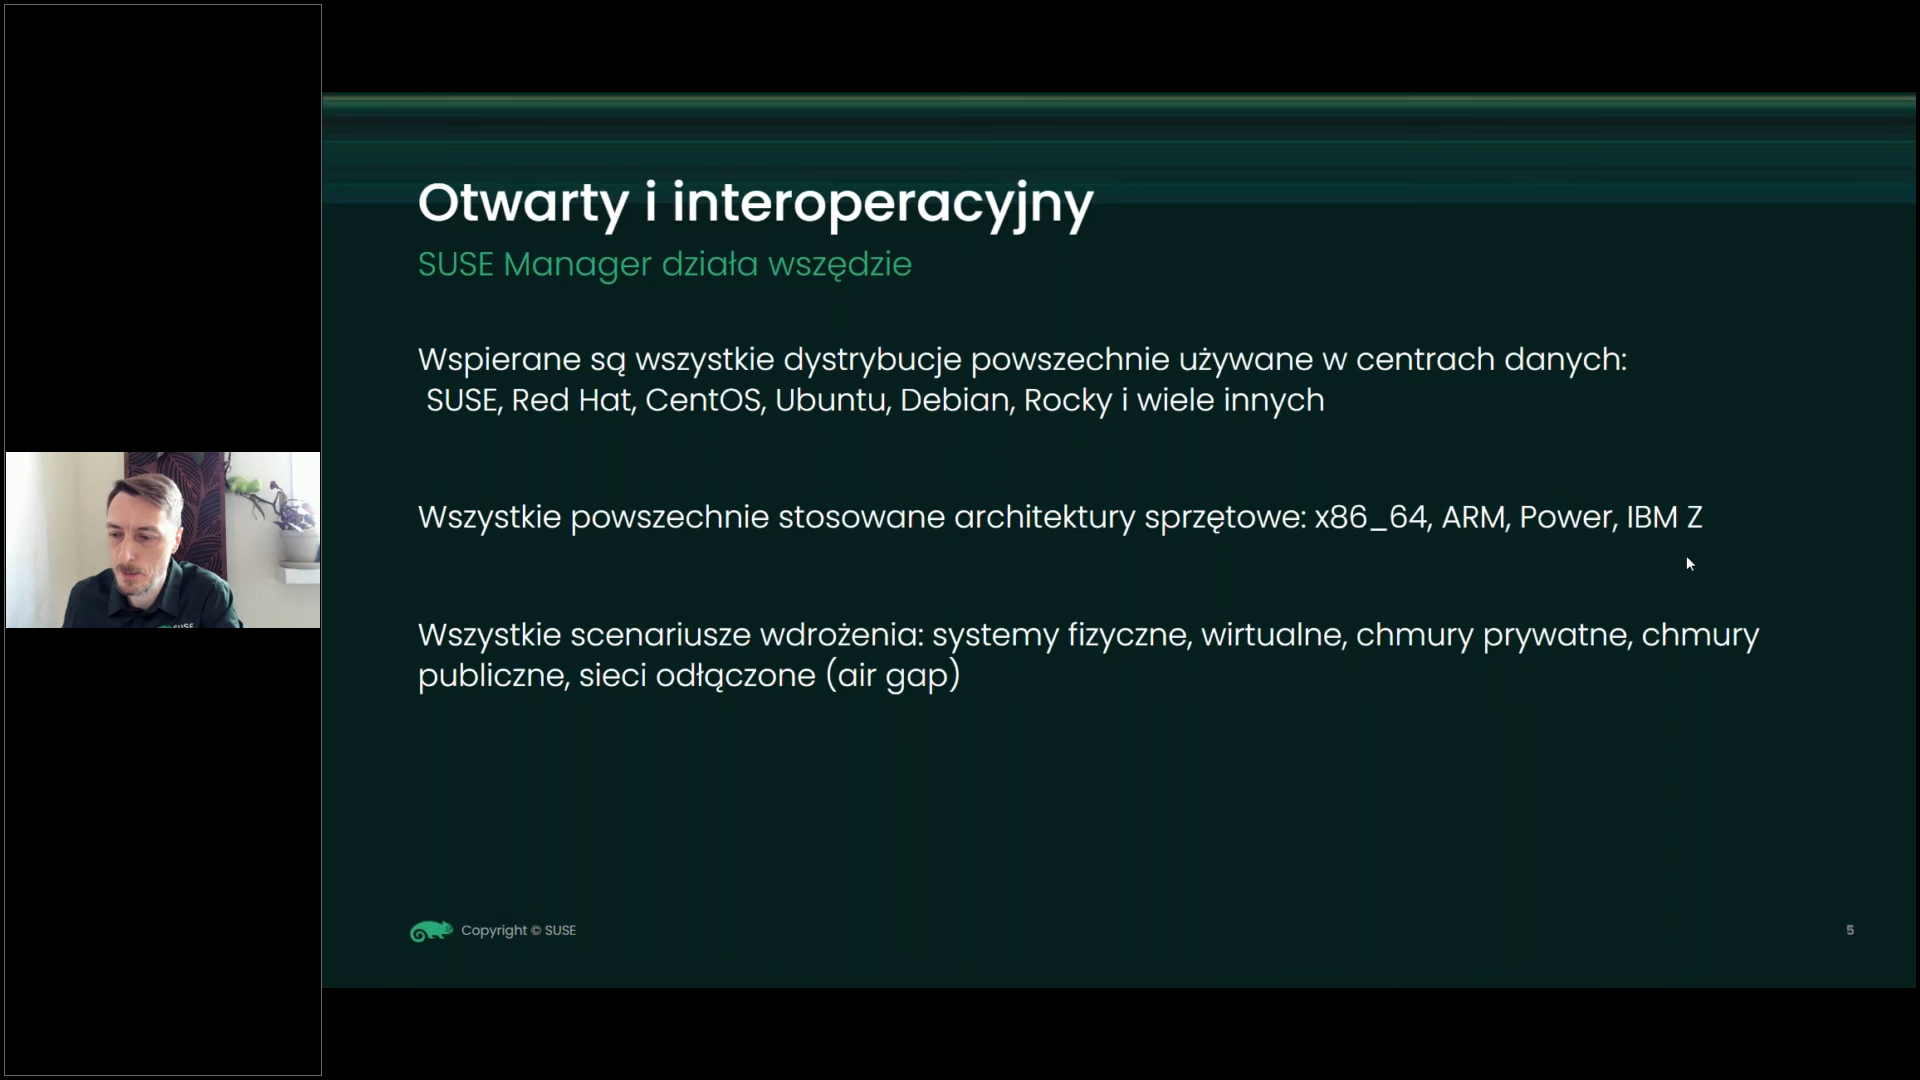 Otwarty i interoperacyjny
SUSE Manager działa wszędzie
Wspierane są wszystkie dystrybucje powszechnie używane w centrach danych:
SUSE, Red Hat, CentOS, Ubuntu, Debian, Rocky i wiele innych
Wszystkie powszechnie stosowane architektury sprzętowe: x86_64, ARM, Power, IBM Z
Wszystkie scenariusze wdrożenia: systemy fizyczne, wirtualne, chmury prywatne, chmury
publiczne, sieci odłączone (air gap)
SUSE
Copyright © SUSE
5